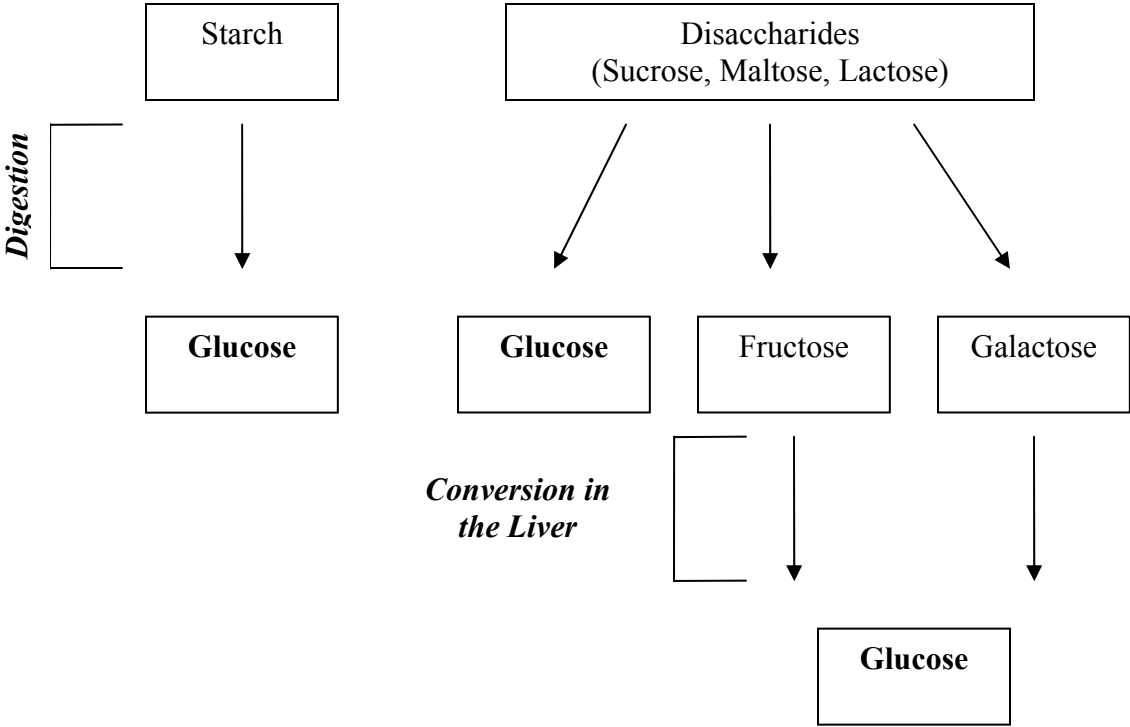 Starch
Disaccharides
(Sucrose, Maltose, Lactose)
Digestion
Glucose
Glucose
Fructose
Galactose
Conversion in
the Liver
Glucose